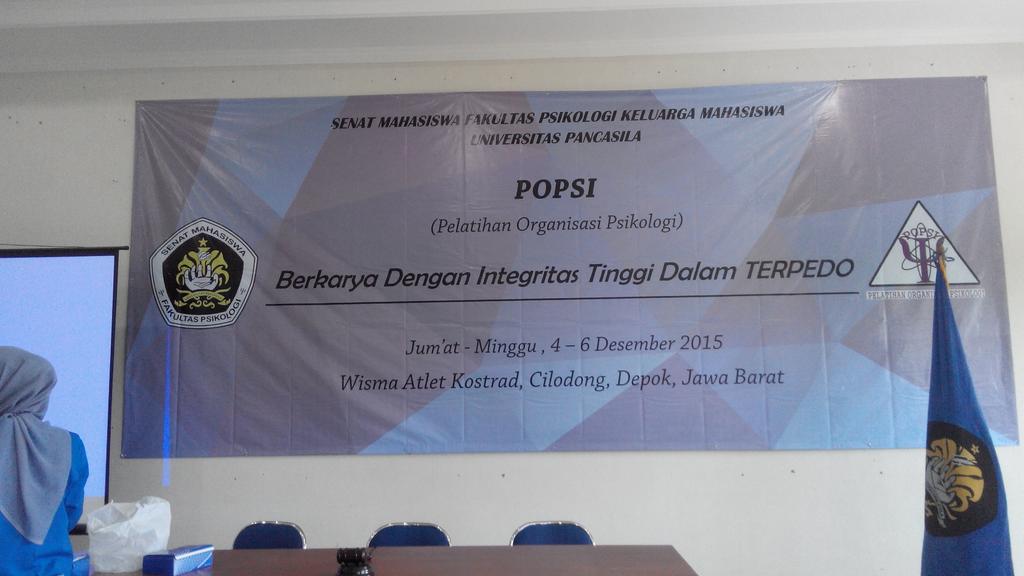 SENAT MAHASISWA FAKULTAS PSIKOLOGI KELUARGA MAHASISWA
UNIVERSITAS PANCASILA
POPSI
(Pelatihan Organisasi Psikologi)
SENAT MAHASISWA
FAKULTAS PSIKOLOGI
Berkarya Dengan Integritas Tinggi Dalam TERPEDO
POPSI
PELATIHAN ORGANISASI PSIKOLOGI
Jum'at - Minggu , 4 – 6 Desember 2015
Wisma Atlet Kostrad, Cilodong, Depok, Jawa Barat